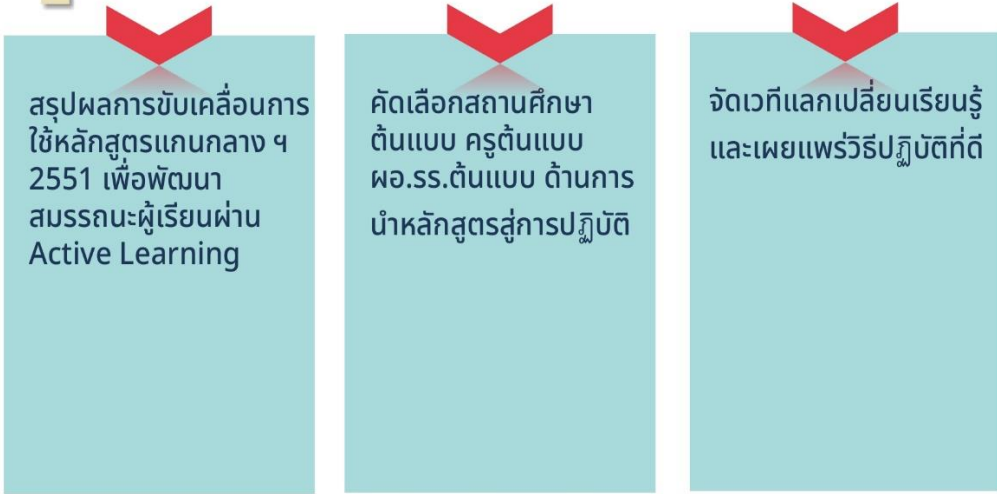 สรุปผลการขับเคลื่อนการ
ใช้หลักสูตรแกนกลาง ฯ
2551 เพื่อพัฒนา
สมรรถนะผู้เรียนผ่าน
Active Learning
คัดเลือกสถานศึกษา
ต้นแบบ ครูต้นแบบ
ผอ.รร.ต้นแบบ ด้านการ
นำหลักสูตรสู่การปฏิบัติ
จัดเวทีแลกเปลี่ยนเรียนรู้
และเผยแพร่วิธีปฏิบัติที่ดี